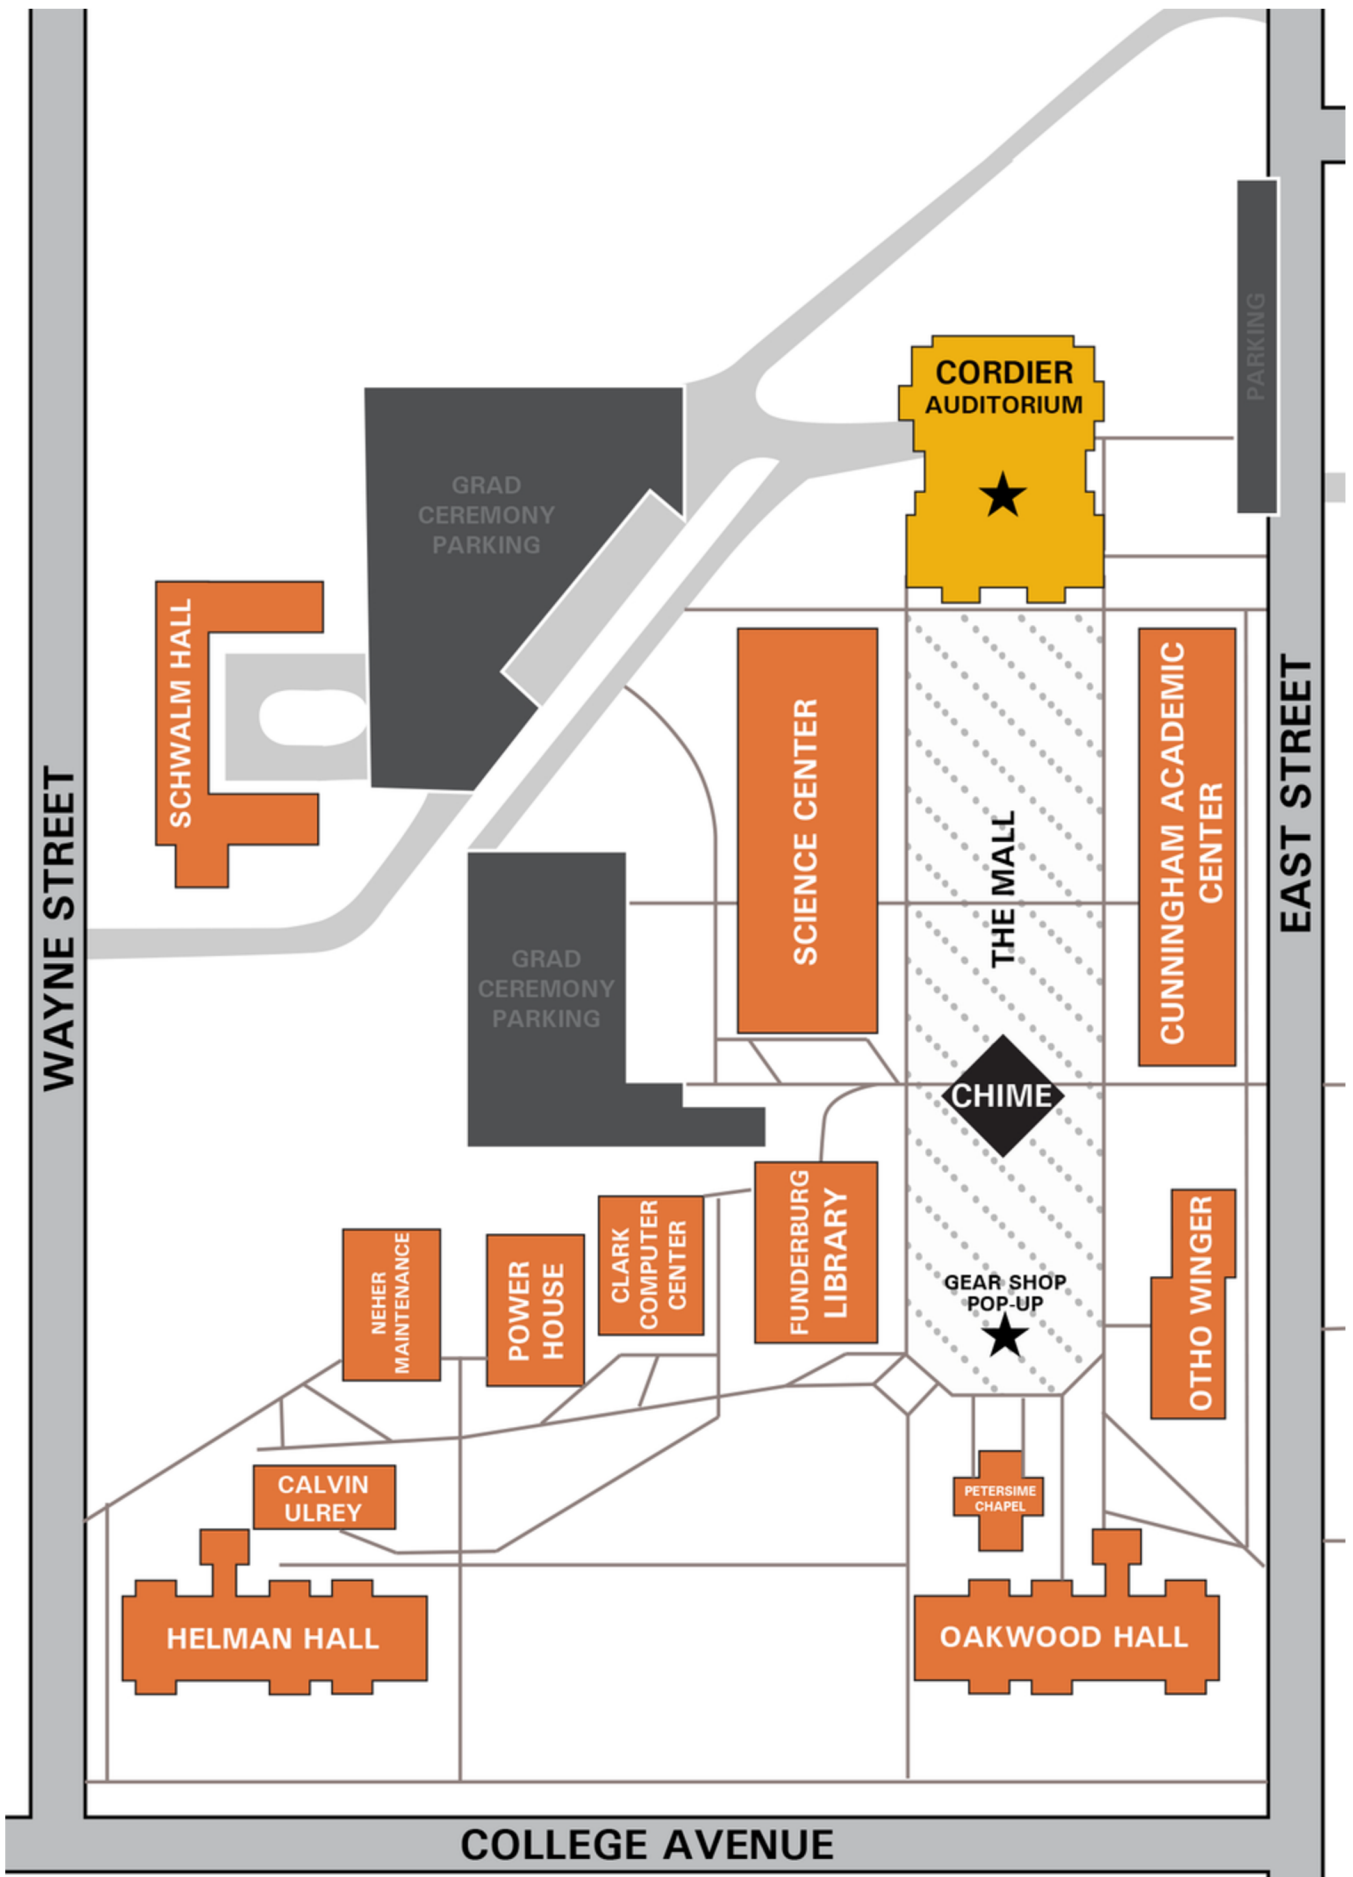 CORDIER
AUDITORIUM
PARKING
GRAD
CEREMONY
PARKING
SCHWALM HALL
SCIENCE CENTER
THE MALL
CUNNINGHAM ACADEMIC
CENTER
EAST STREET
WAYNE STREET
GRAD
CEREMONY
PARKING
CHIME
FUNDERBURG
LIBRARY
CLARK
COMPUTER
CENTER
POWER
HOUSE
NEHER
MAINTENANCE
GEAR SHOP
POP-UP
OTHO WINGER
CALVIN
ULREY
PETERSIME
CHAPEL
HELMAN HALL
OAKWOOD HALL
COLLEGE AVENUE